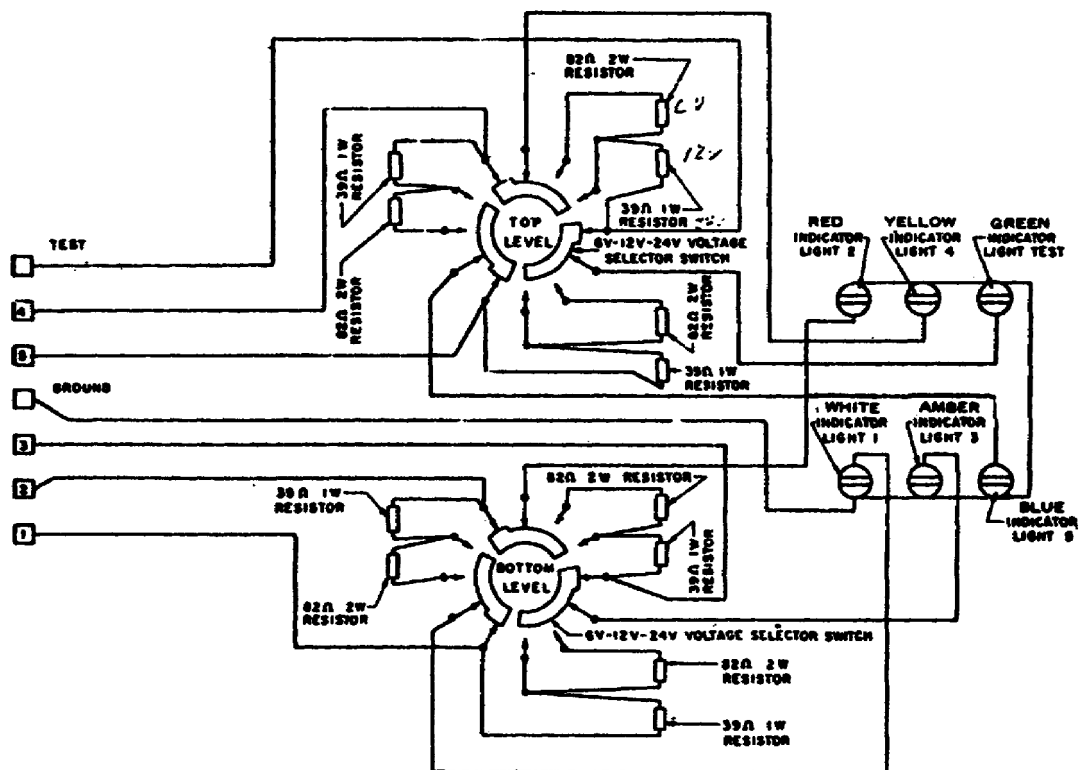 82Ω 2W
RESISTOR
6V
12V
39Ω 1W
RESISTOR
39Ω 1W
RESISTOR
TOP
LEVEL
6V-12V-24V VOLTAGE
SELECTOR SWITCH
82Ω 2W
RESISTOR
82Ω 2W
RESISTOR
39Ω 1W
RESISTOR
TEST
4
5
GROUND
3
2
1
RED
INDICATOR
LIGHT 2
YELLOW
INDICATOR
LIGHT 4
GREEN
INDICATOR
LIGHT TEST
WHITE
INDICATOR
LIGHT 1
AMBER
INDICATOR
LIGHT 3
BLUE
INDICATOR
LIGHT 5
39Ω 1W
RESISTOR
82Ω 2W RESISTOR
39Ω 1W
RESISTOR
BOTTOM
LEVEL
82Ω 2W
RESISTOR
6V-12V-24V VOLTAGE SELECTOR SWITCH
82Ω 2W
RESISTOR
39Ω 1W
RESISTOR